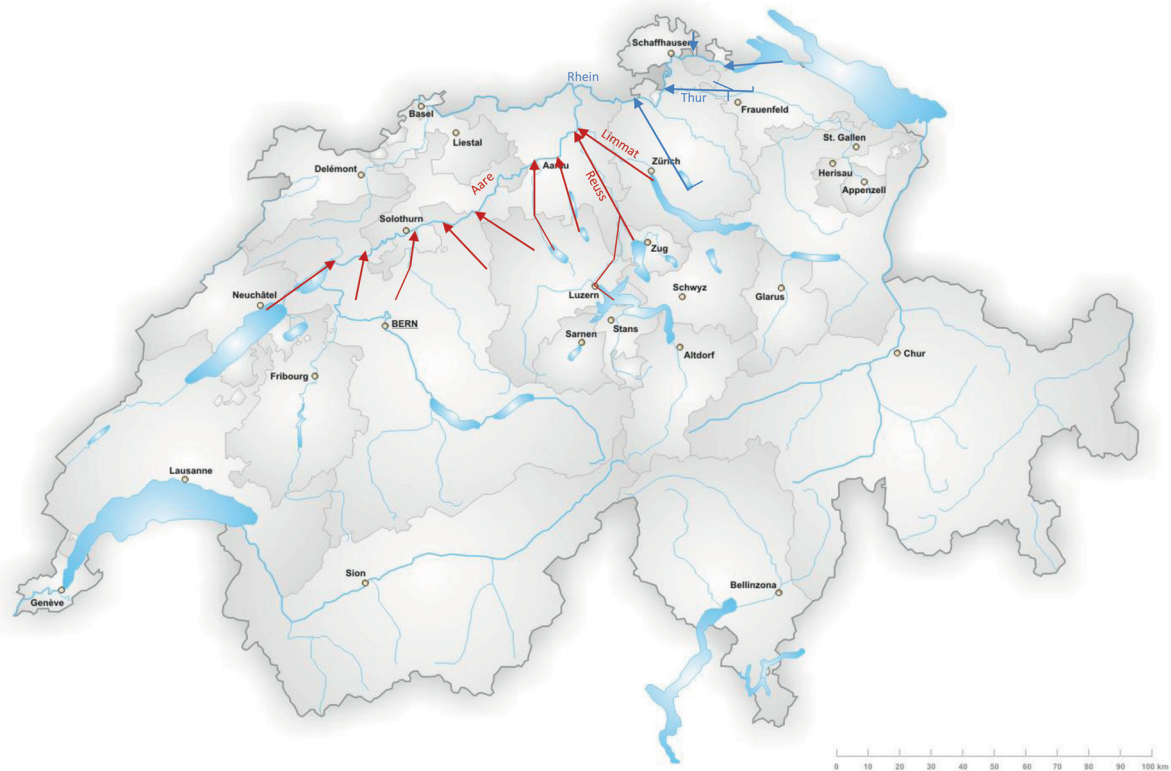 Schaffhausen
Rhein
Thur
Frauenfeld
Basel
Liestal
Limmat
St. Gallen
Delémont
Aarau
Zürich
Herisau
Appenzell
Aare
Reuss
Solothurn
Zug
Neuchâtel
Luzern
Schwyz
Glarus
BERN
Stans
Sarnen
Altdorf
Chur
Fribourg
Lausanne
Sion
Bellinzona
Genève
0 10 20 30 40 50 60 70 80 90 100 km